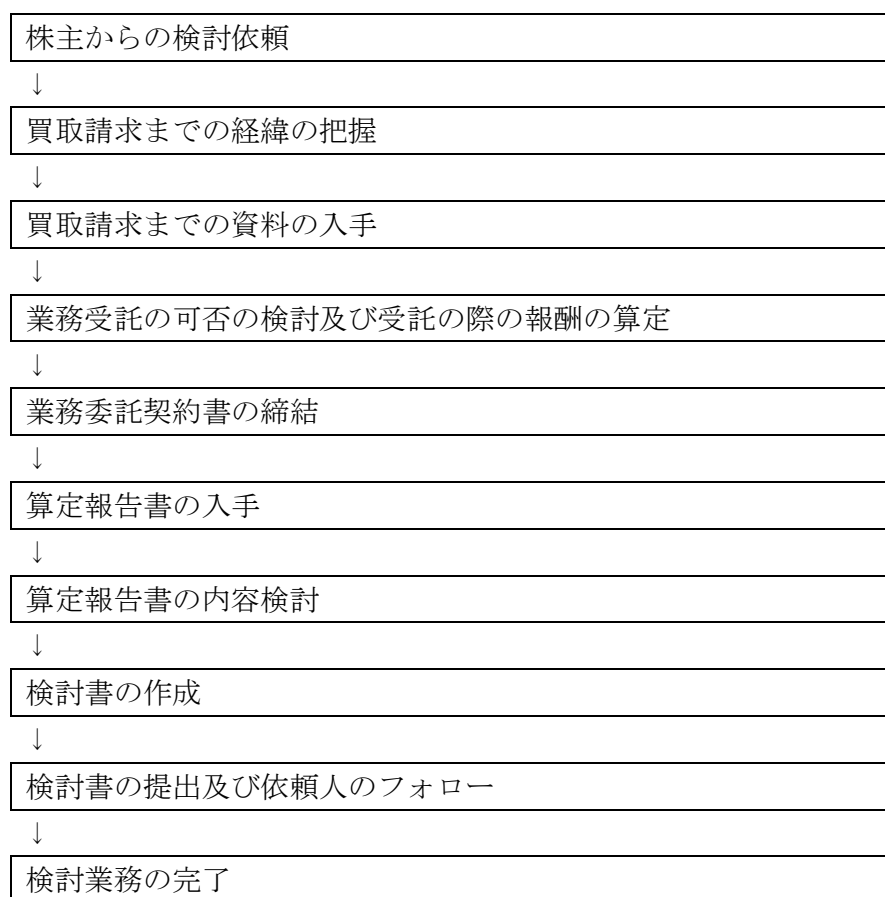 株主からの検討依頼
↓
買取請求までの経緯の把握
↓
買取請求までの資料の入手
↓
業務受託の可否の検討及び受託の際の報酬の算定
↓
業務委託契約書の締結
↓
算定報告書の入手
↓
算定報告書の内容検討
↓
検討書の作成
↓
検討書の提出及び依頼人のフォロー
↓
検討業務の完了